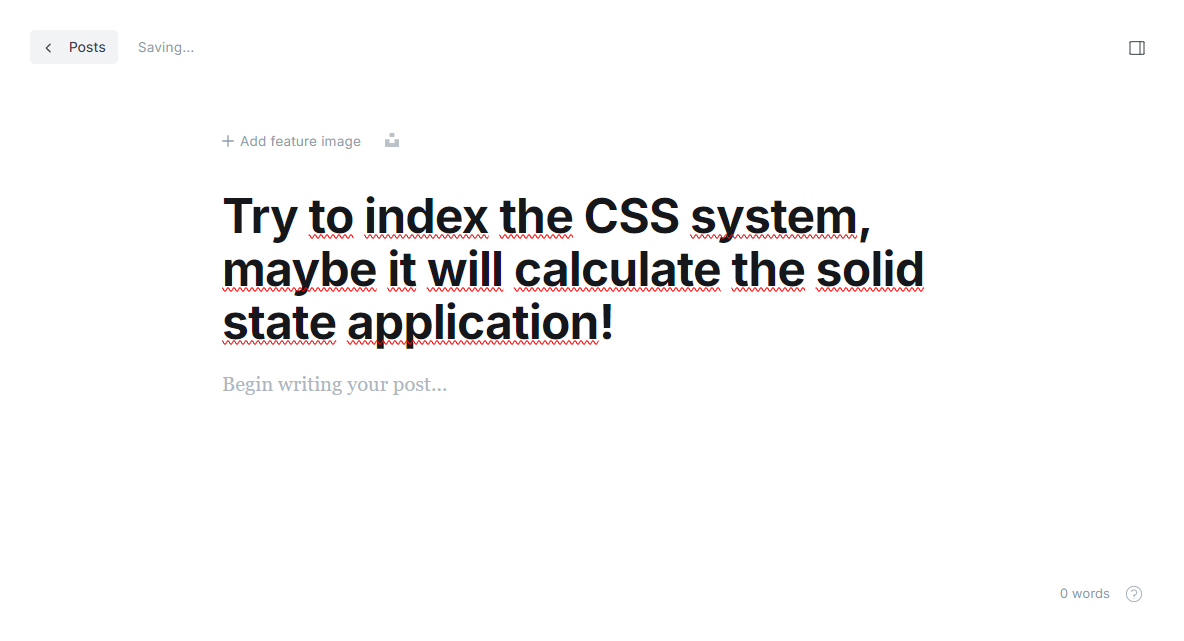 Posts
Saving...
Add feature image
Try to index the CSS system,
maybe it will calculate the solid
state application!
Begin writing your post...
0 words
?